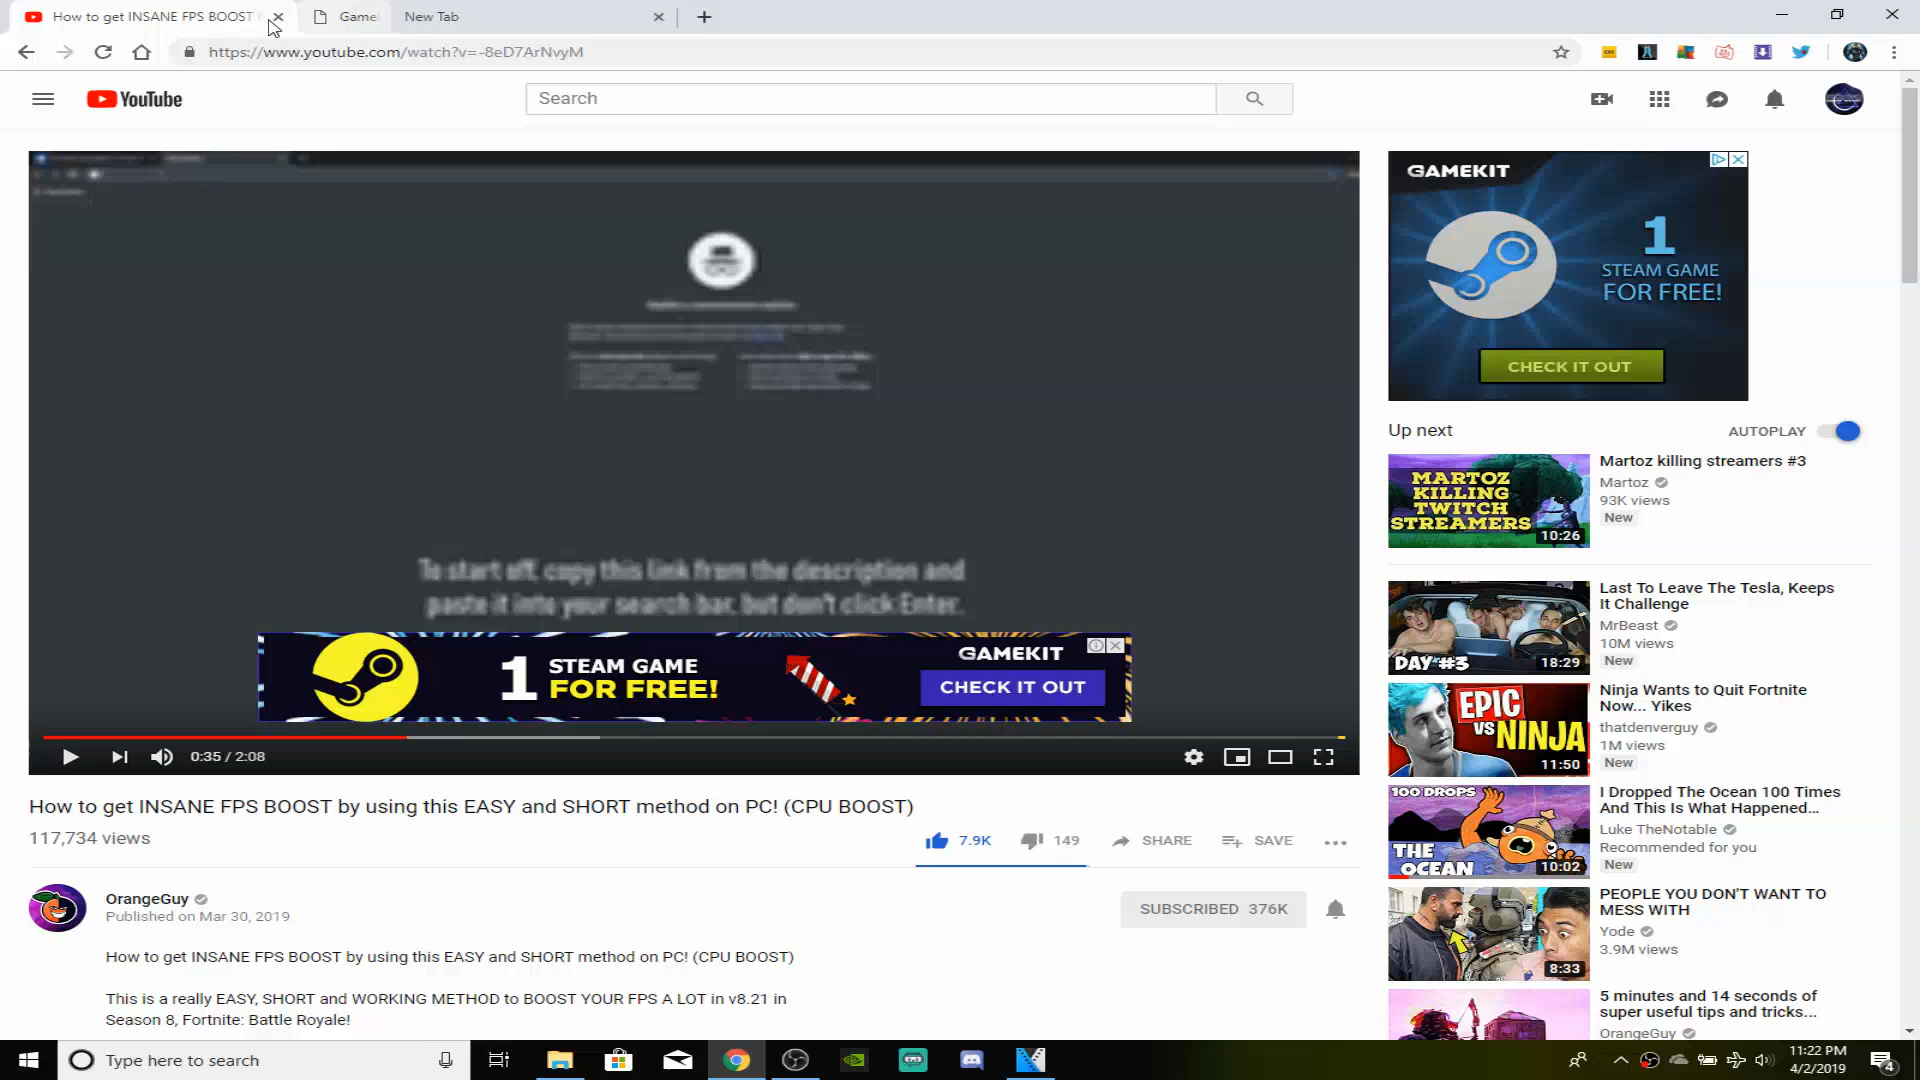 How to get INSANE FPS BOOST
Game
New Tab
https://www.youtube.com/watch?v=-8eD7ArNvyM
YouTube
Search
To start off, copy this link from the description and
paste it into your search bar, but don't click Enter.
1 STEAM GAME
FOR FREE!
GAMEKIT
CHECK IT OUT
0:35 / 2:08
How to get INSANE FPS BOOST by using this EASY and SHORT method on PC! (CPU BOOST)
117,734 views
7.9K
149
SHARE
SAVE
OrangeGuy
Published on Mar 30, 2019
SUBSCRIBED 376K
How to get INSANE FPS BOOST by using this EASY and SHORT method on PC! (CPU BOOST)
This is a really EASY, SHORT and WORKING METHOD to BOOST YOUR FPS A LOT in v8.21 in
Season 8, Fortnite: Battle Royale!
GAMEKIT
1
STEAM GAME
FOR FREE!
CHECK IT OUT
Up next
AUTOPLAY
MARTOZ
KILLING
TWITCH
STREAMERS
10:26
Martoz killing streamers #3
Martoz
93K views
New
DAY #3
18:29
Last To Leave The Tesla, Keeps
It Challenge
MrBeast
10M views
New
EPIC
VS NINJA
11:50
Ninja Wants to Quit Fortnite
Now... Yikes
thatdenverguy
1M views
New
100 DROPS
THE
OCEAN
10:02
I Dropped The Ocean 100 Times
And This Is What Happened...
Luke TheNotable
Recommended for you
New
8:33
PEOPLE YOU DON'T WANT TO
MESS WITH
Yode
3.9M views
5 minutes and 14 seconds of
super useful tips and tricks...
OrangeGuy
Type here to search
11:22 PM
4/2/2019
4